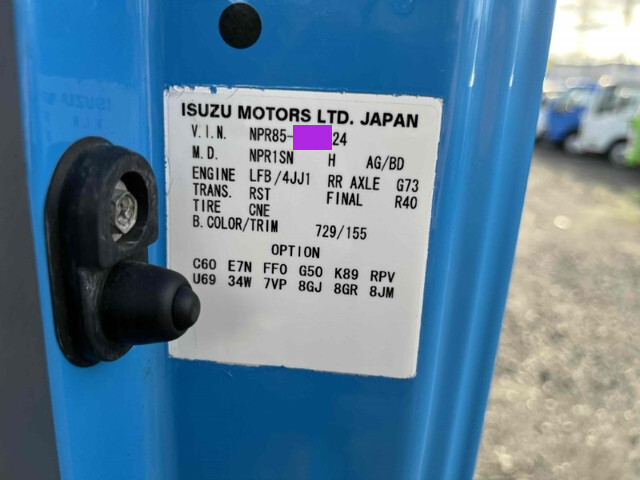 ISUZU MOTORS LTD. JAPAN
V.I.N. NPR85- 24
M.D. NPR1SN H AG/BD
ENGINE LFB/4JJ1 RR AXLE G73
TRANS. RST FINAL R40
TIRE CNE
B.COLOR/TRIM 729/155
OPTION
C60 E7N FF0 G50 K89 RPV
U69 34W 7VP 8GJ 8GR 8JM